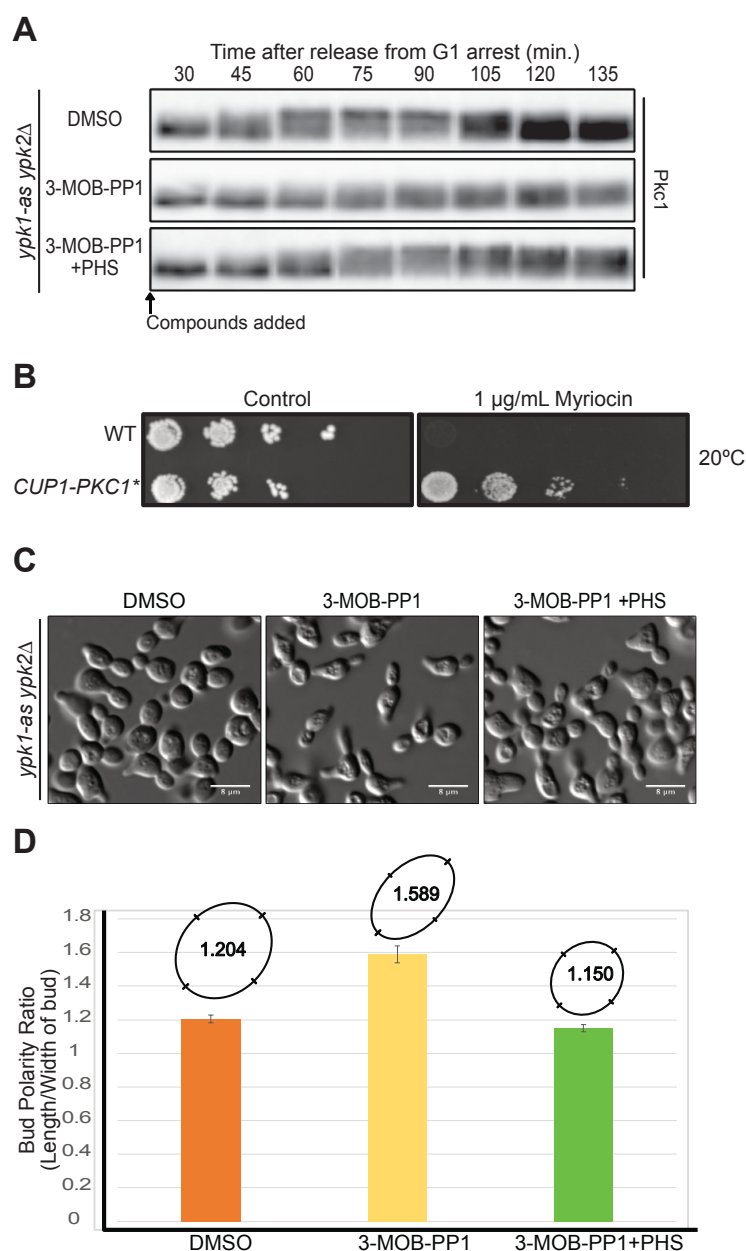 A
Time after release from G1 arrest (min.)
30 45 60 75 90 105 120 135
ypk1-as ypk2Δ
DMSO
3-MOB-PP1
3-MOB-PP1
+PHS
Pkc1
Compounds added
B
Control
1 µg/mL Myriocin
WT
CUP1-PKC1*
20ºC
C
DMSO
3-MOB-PP1
3-MOB-PP1 +PHS
ypk1-as ypk2Δ
8 µm
8 µm
8 µm
D
Bud Polarity Ratio
(Length/Width of bud)
1.8
1.6
1.4
1.2
1
0.8
0.6
0.4
0.2
0
1.204
1.589
1.150
DMSO
3-MOB-PP1
3-MOB-PP1+PHS